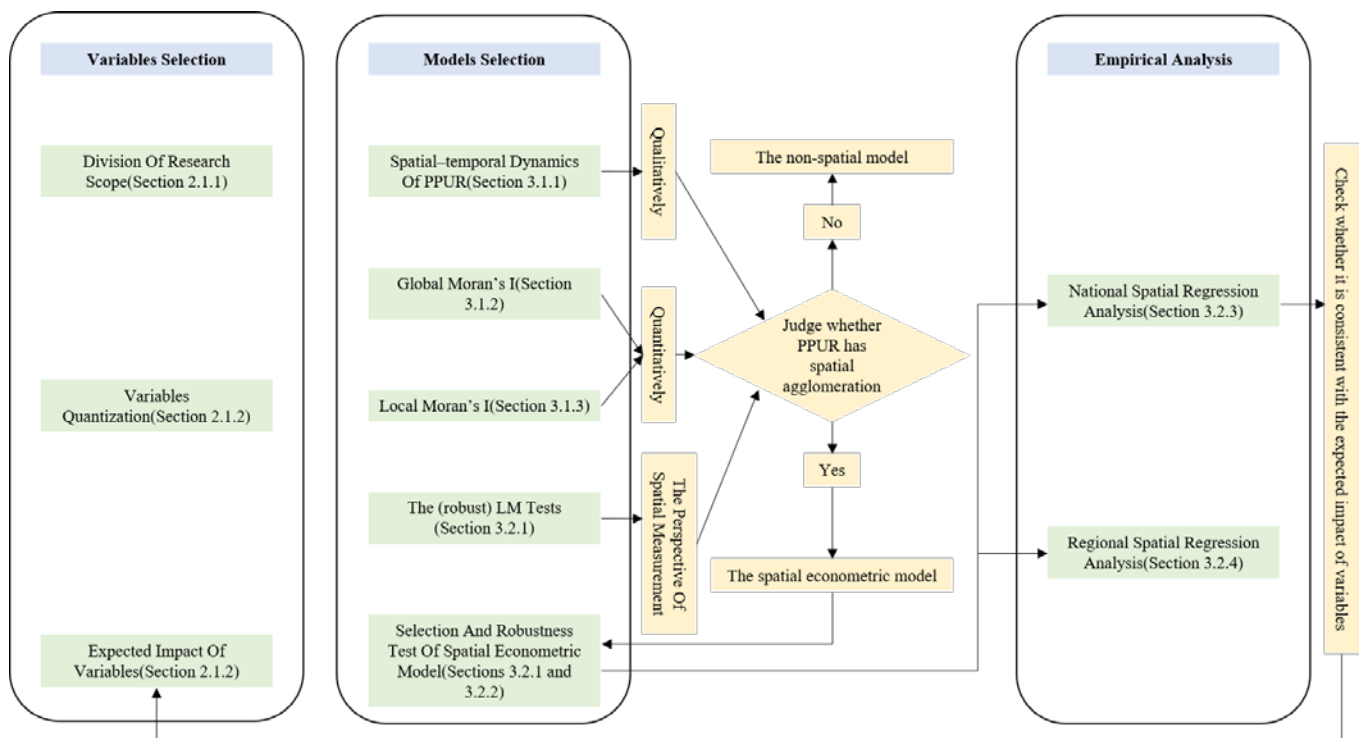 Variables Selection
Division Of Research
Scope(Section 2.1.1)
Variables
Quantization(Section 2.1.2)
Expected Impact Of
Variables(Section 2.1.2)
Models Selection
Spatial–temporal Dynamics
Of PPUR(Section 3.1.1)
Global Moran's I(Section
3.1.2)
Local Moran's I(Section 3.1.3)
The (robust) LM Tests
(Section 3.2.1)
Selection And Robustness
Test Of Spatial Econometric
Model(Sections 3.2.1 and
3.2.2)
Qualitatively
Quantitatively
The Perspective Of
Spatial Measurement
The non-spatial model
No
Judge whether
PPUR has
spatial
agglomeration
Yes
The spatial econometric model
Empirical Analysis
National Spatial Regression
Analysis(Section 3.2.3)
Regional Spatial Regression
Analysis(Section 3.2.4)
Check whether it is consistent with the expected impact of variables